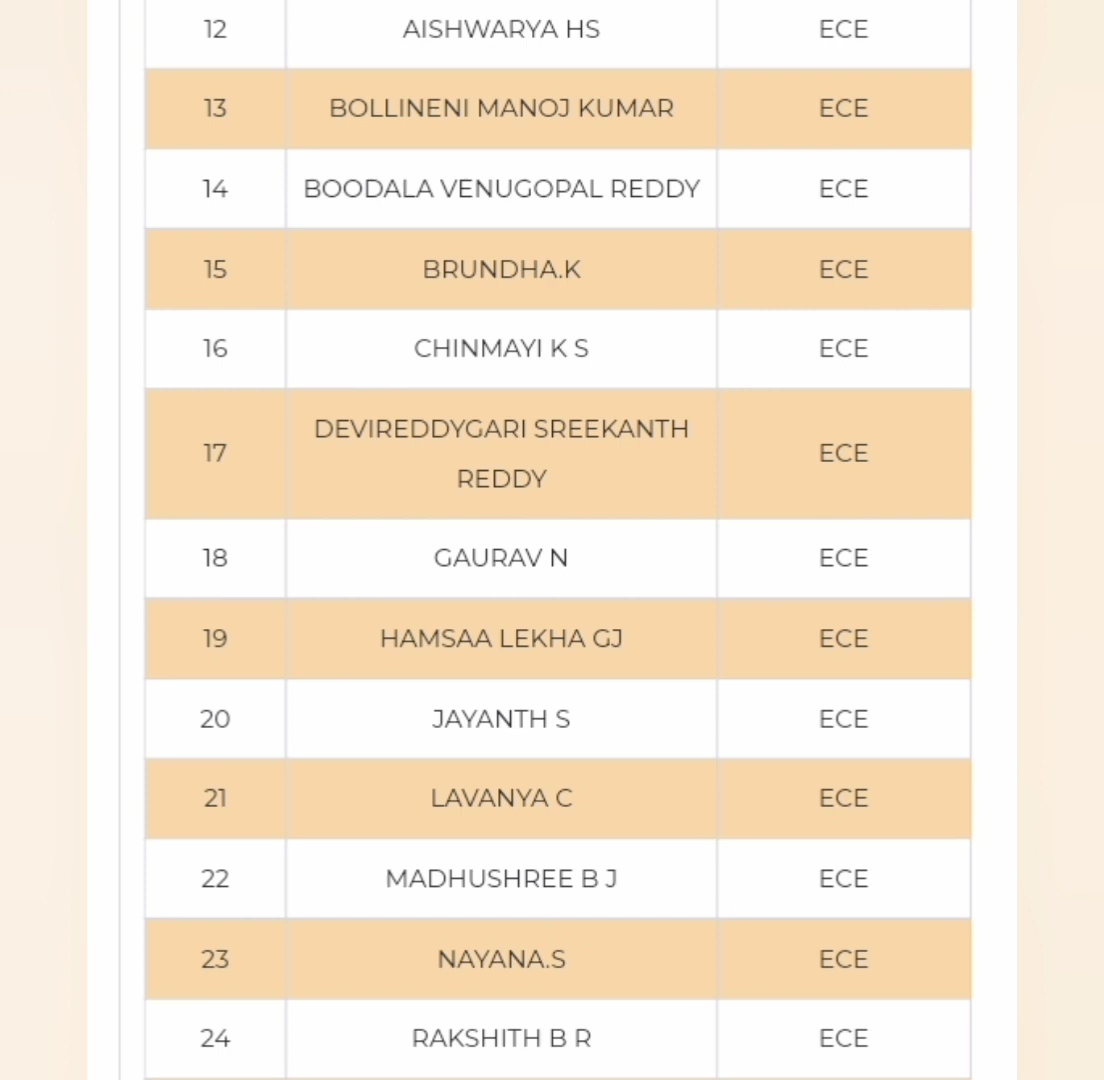 12 AISHWARYA HS ECE
13 BOLLINENI MANOJ KUMAR ECE
14 BOODALA VENUGOPAL REDDY ECE
15 BRUNDHA.K ECE
16 CHINMAYI K S ECE
DEVIREDDYGARI SREEKANTH
17 ECE
REDDY
18 GAURAV N ECE
19 HAMSAA LEKHA GJ ECE
20 JAYANTH S ECE
21 LAVANYA C ECE
22 MADHUSHREE B J ECE
23 NAYANA.S ECE
24 RAKSHITH B R ECE